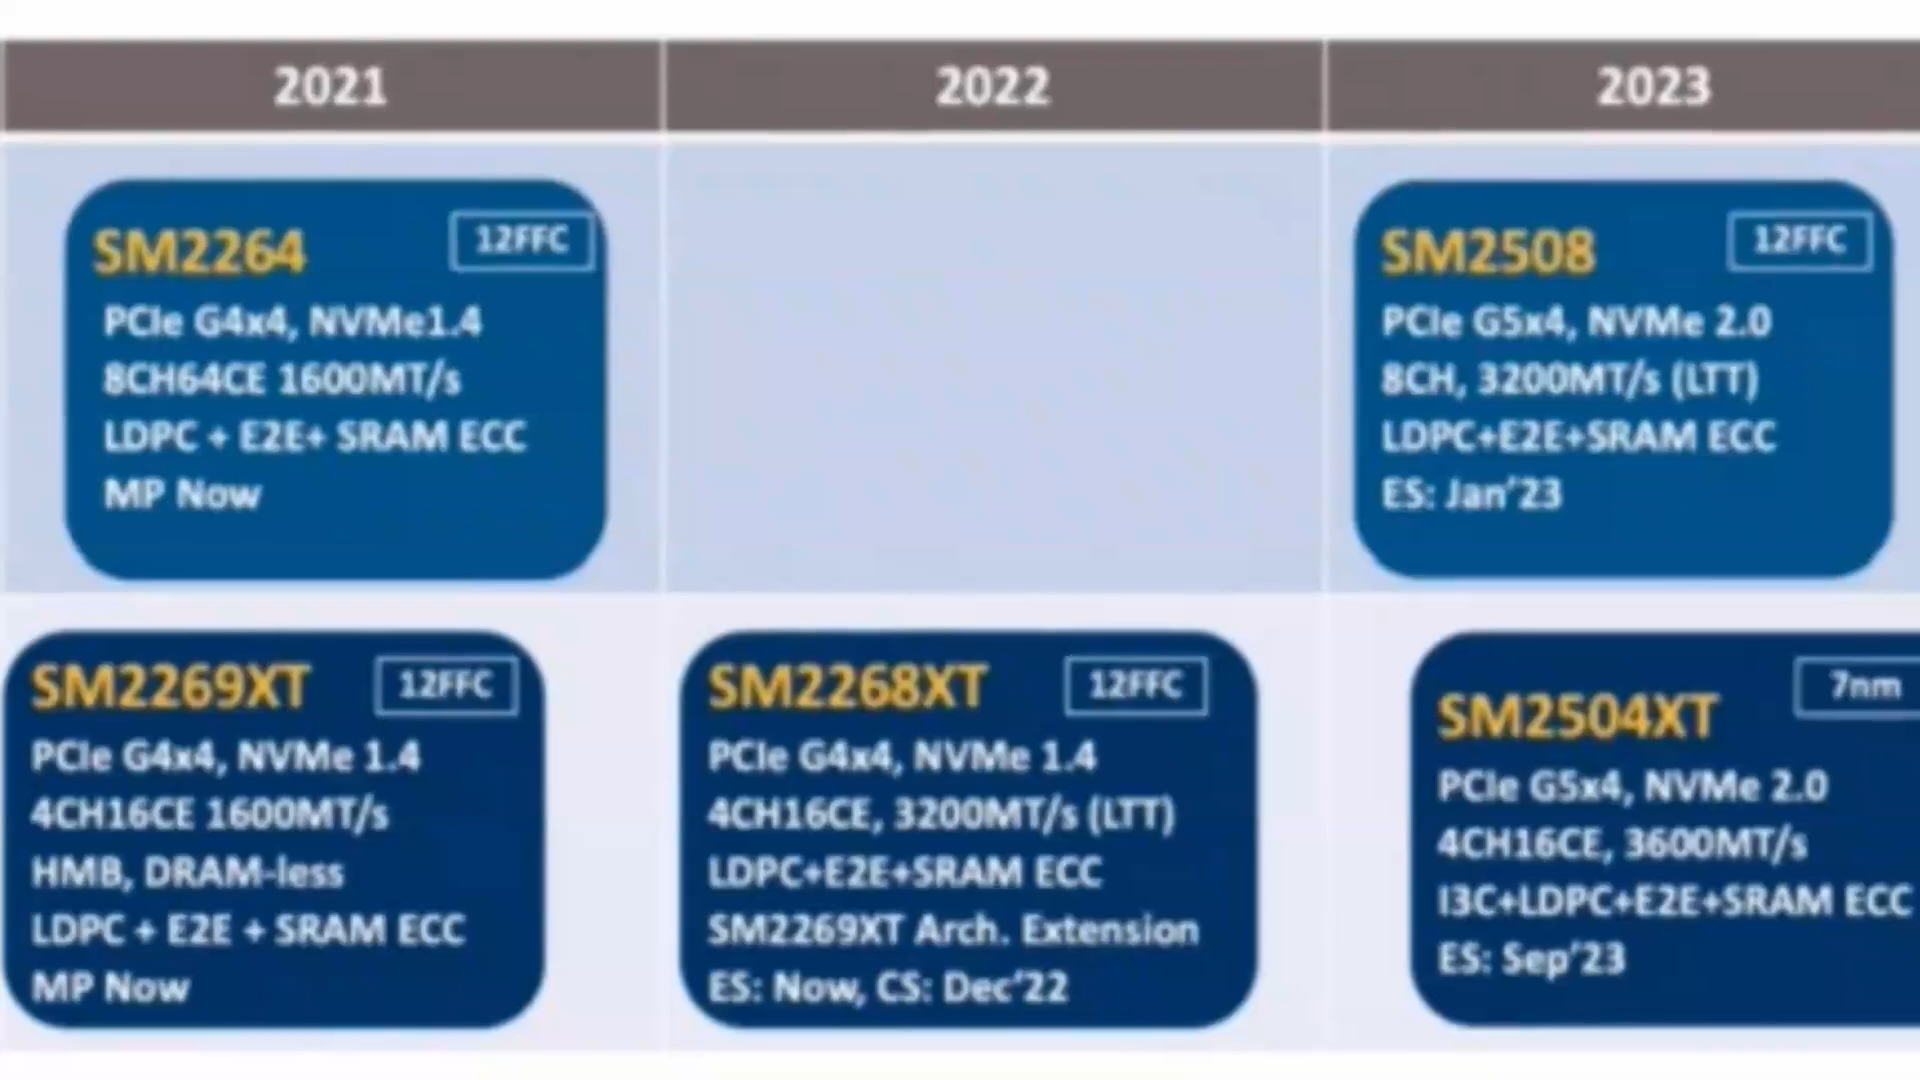 2021
2022
2023
SM2264
12FFC
PCIe G4x4, NVMe1.4
8CH64CE 1600MT/s
LDPC + E2E+ SRAM ECC
MP Now
SM2508
12FFC
PCIe G5x4, NVMe 2.0
8CH, 3200MT/s (LTT)
LDPC+E2E+SRAM ECC
ES: Jan’23
SM2269XT
12FFC
PCIe G4x4, NVMe 1.4
4CH16CE 1600MT/s
HMB, DRAM-less
LDPC + E2E + SRAM ECC
MP Now
SM2268XT
12FFC
PCIe G4x4, NVMe 1.4
4CH16CE, 3200MT/s (LTT)
LDPC+E2E+SRAM ECC
SM2269XT Arch. Extension
ES: Now, CS: Dec’22
SM2504XT
7nm
PCIe G5x4, NVMe 2.0
4CH16CE, 3600MT/s
I3C+LDPC+E2E+SRAM ECC
ES: Sep’23